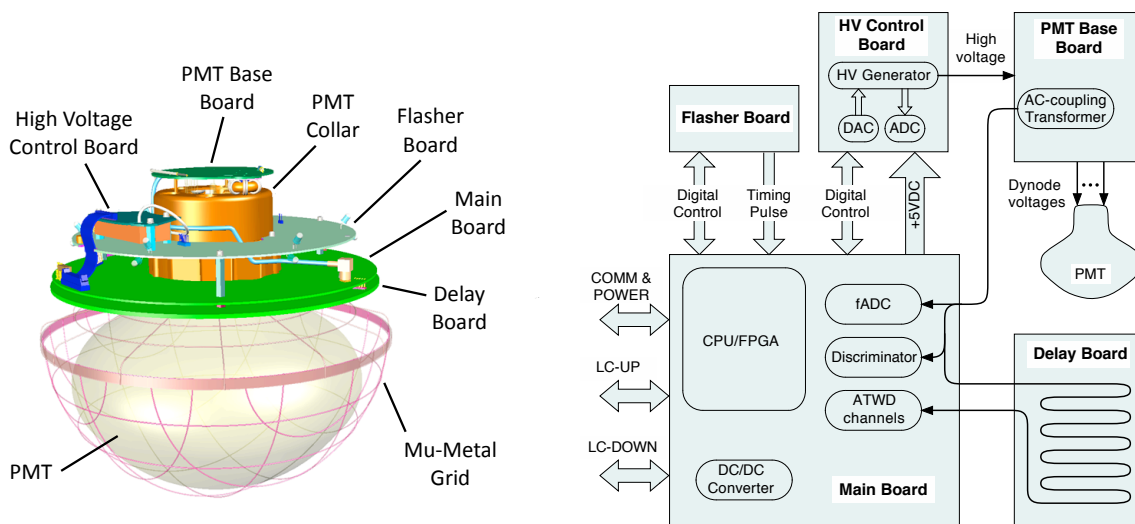 PMT Base
Board
High Voltage
Control Board
PMT
Collar
Flasher
Board
Main
Board
Delay
Board
Mu-Metal
Grid
PMT
HV Control
Board
HV Generator
DAC
ADC
High
voltage
PMT Base
Board
AC-coupling
Transformer
Flasher Board
Digital
Control
Timing
Pulse
Digital
Control
+5VDC
Dynode
voltages
...
PMT
COMM &
POWER
LC-UP
LC-DOWN
CPU/FPGA
fADC
Discriminator
ATWD
channels
DC/DC
Converter
Main Board
Delay Board